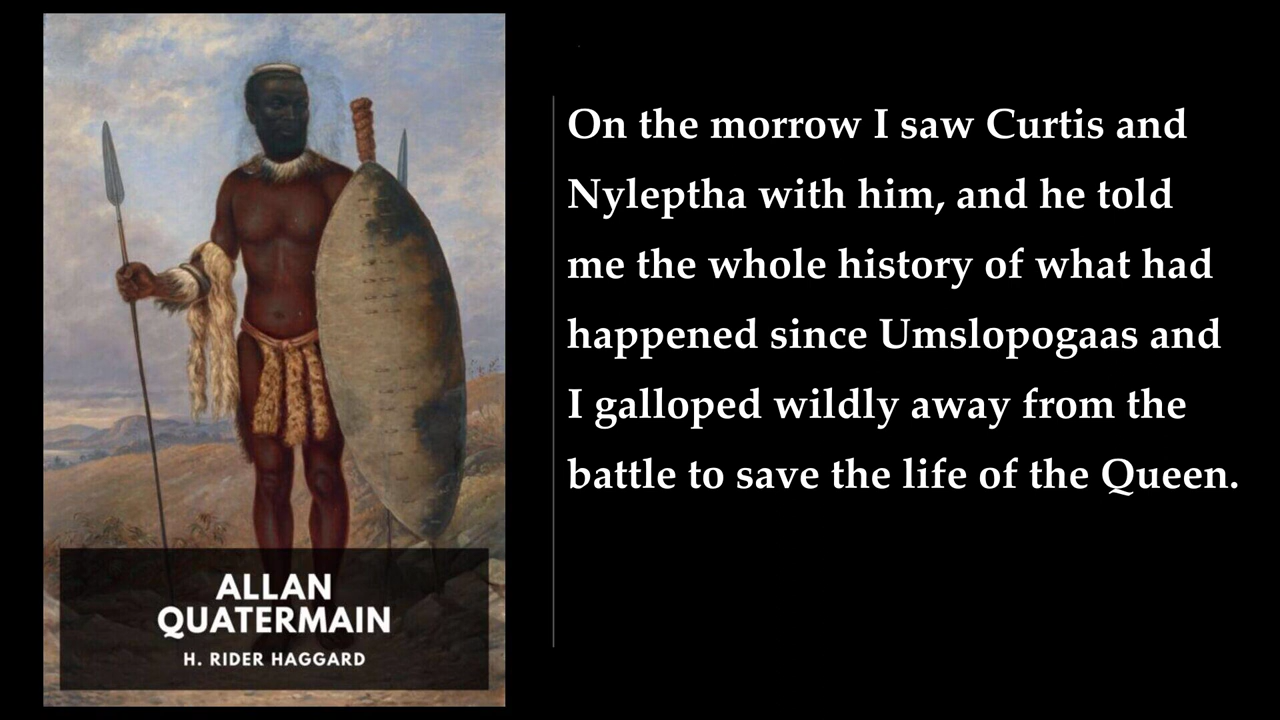 ALLAN
QUATERMAIN
H. RIDER HAGGARD
On the morrow I saw Curtis and
Nyleptha with him, and he told
me the whole history of what had
happened since Umslopogaas and
I galloped wildly away from the
battle to save the life of the Queen.